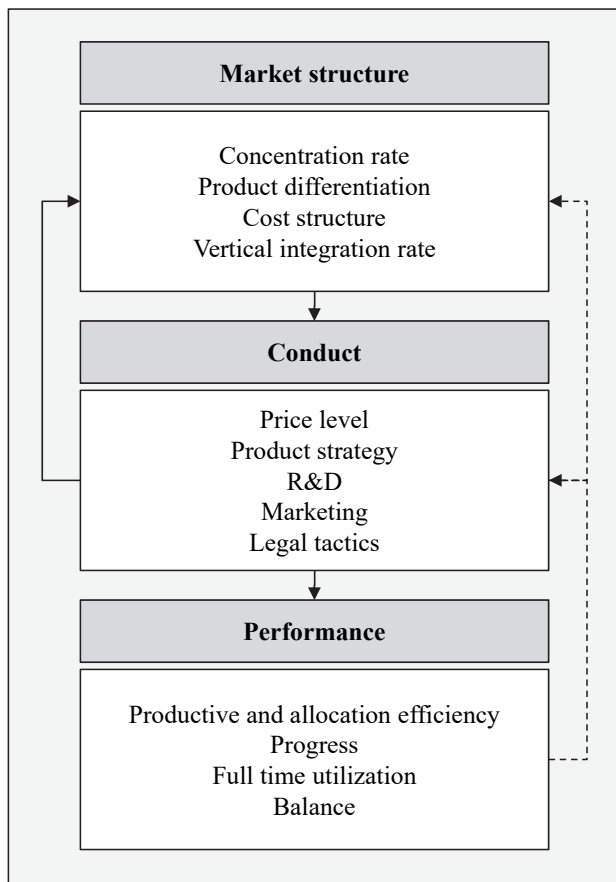 Market structure
Concentration rate
Product differentiation
Cost structure
Vertical integration rate
Conduct
Price level
Product strategy
R&D
Marketing
Legal tactics
Performance
Productive and allocation efficiency
Progress
Full time utilization
Balance